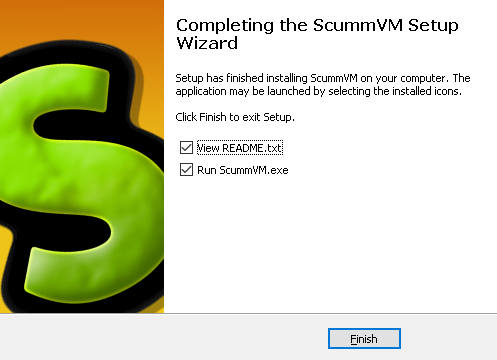 Completing the ScummVM Setup
Wizard
Setup has finished installing ScummVM on your computer. The
application may be launched by selecting the installed icons.
Click Finish to exit Setup.
View README.txt
Run ScummVM.exe
S
Finish